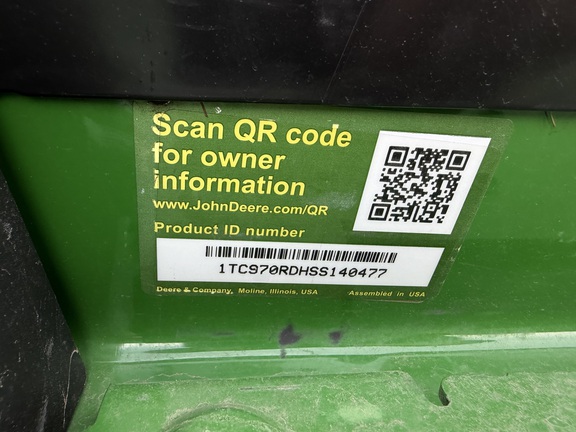 Scan QR code
for owner
information
www.JohnDeere.com/QR
Product ID number
1TC970RDHSS140477
Deere & Company, Moline, Illinois, USA Assembled in USA